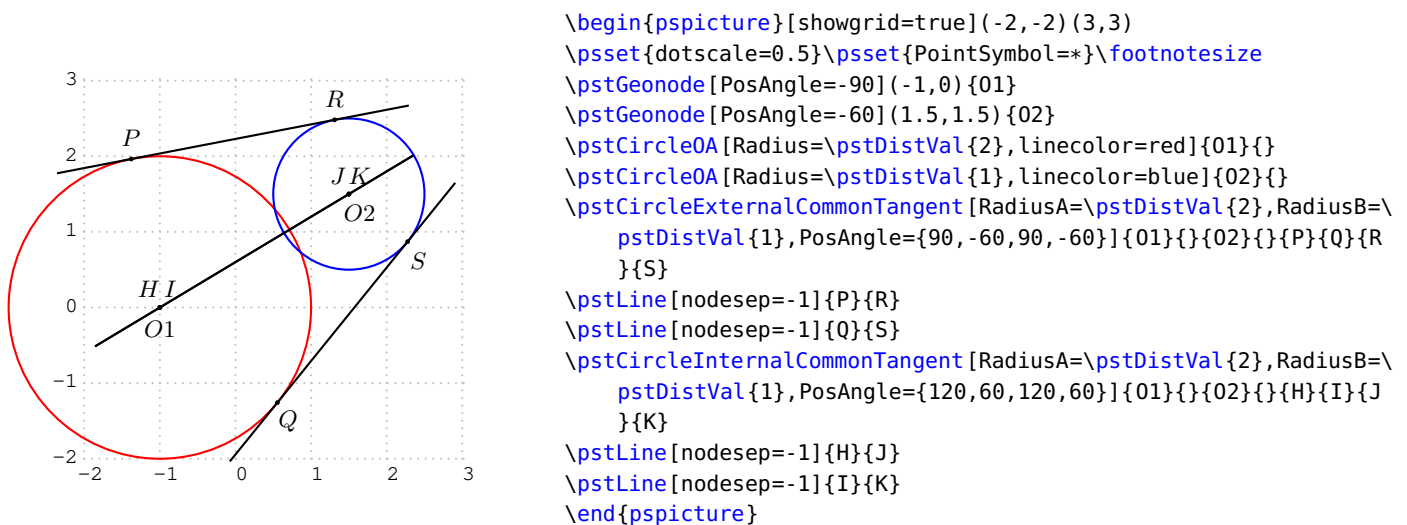 3
2
1
0
−1
−2
−2 −1 0 1 2 3
P
R
J K
O2
S
H I
O1
Q
\begin{pspicture}[showgrid=true](-2,-2)(3,3)
\psset{dotscale=0.5}\psset{PointSymbol=*}\footnotesize
\pstGeonode[PosAngle=-90](-1,0){O1}
\pstGeonode[PosAngle=-60](1.5,1.5){O2}
\pstCircleOA[Radius=\pstDistVal{2},linecolor=red]{O1}{}
\pstCircleOA[Radius=\pstDistVal{1},linecolor=blue]{O2}{}
\pstCircleExternalCommonTangent[RadiusA=\pstDistVal{2},RadiusB=\
pstDistVal{1},PosAngle={90,-60,90,-60}]{O1}{}{O2}{}{P}{Q}{R
}{S}
\pstLine[nodesep=-1]{P}{R}
\pstLine[nodesep=-1]{Q}{S}
\pstCircleInternalCommonTangent[RadiusA=\pstDistVal{2},RadiusB=\
pstDistVal{1},PosAngle={120,60,120,60}]{O1}{}{O2}{}{H}{I}{J
}{K}
\pstLine[nodesep=-1]{H}{J}
\pstLine[nodesep=-1]{I}{K}
\end{pspicture}